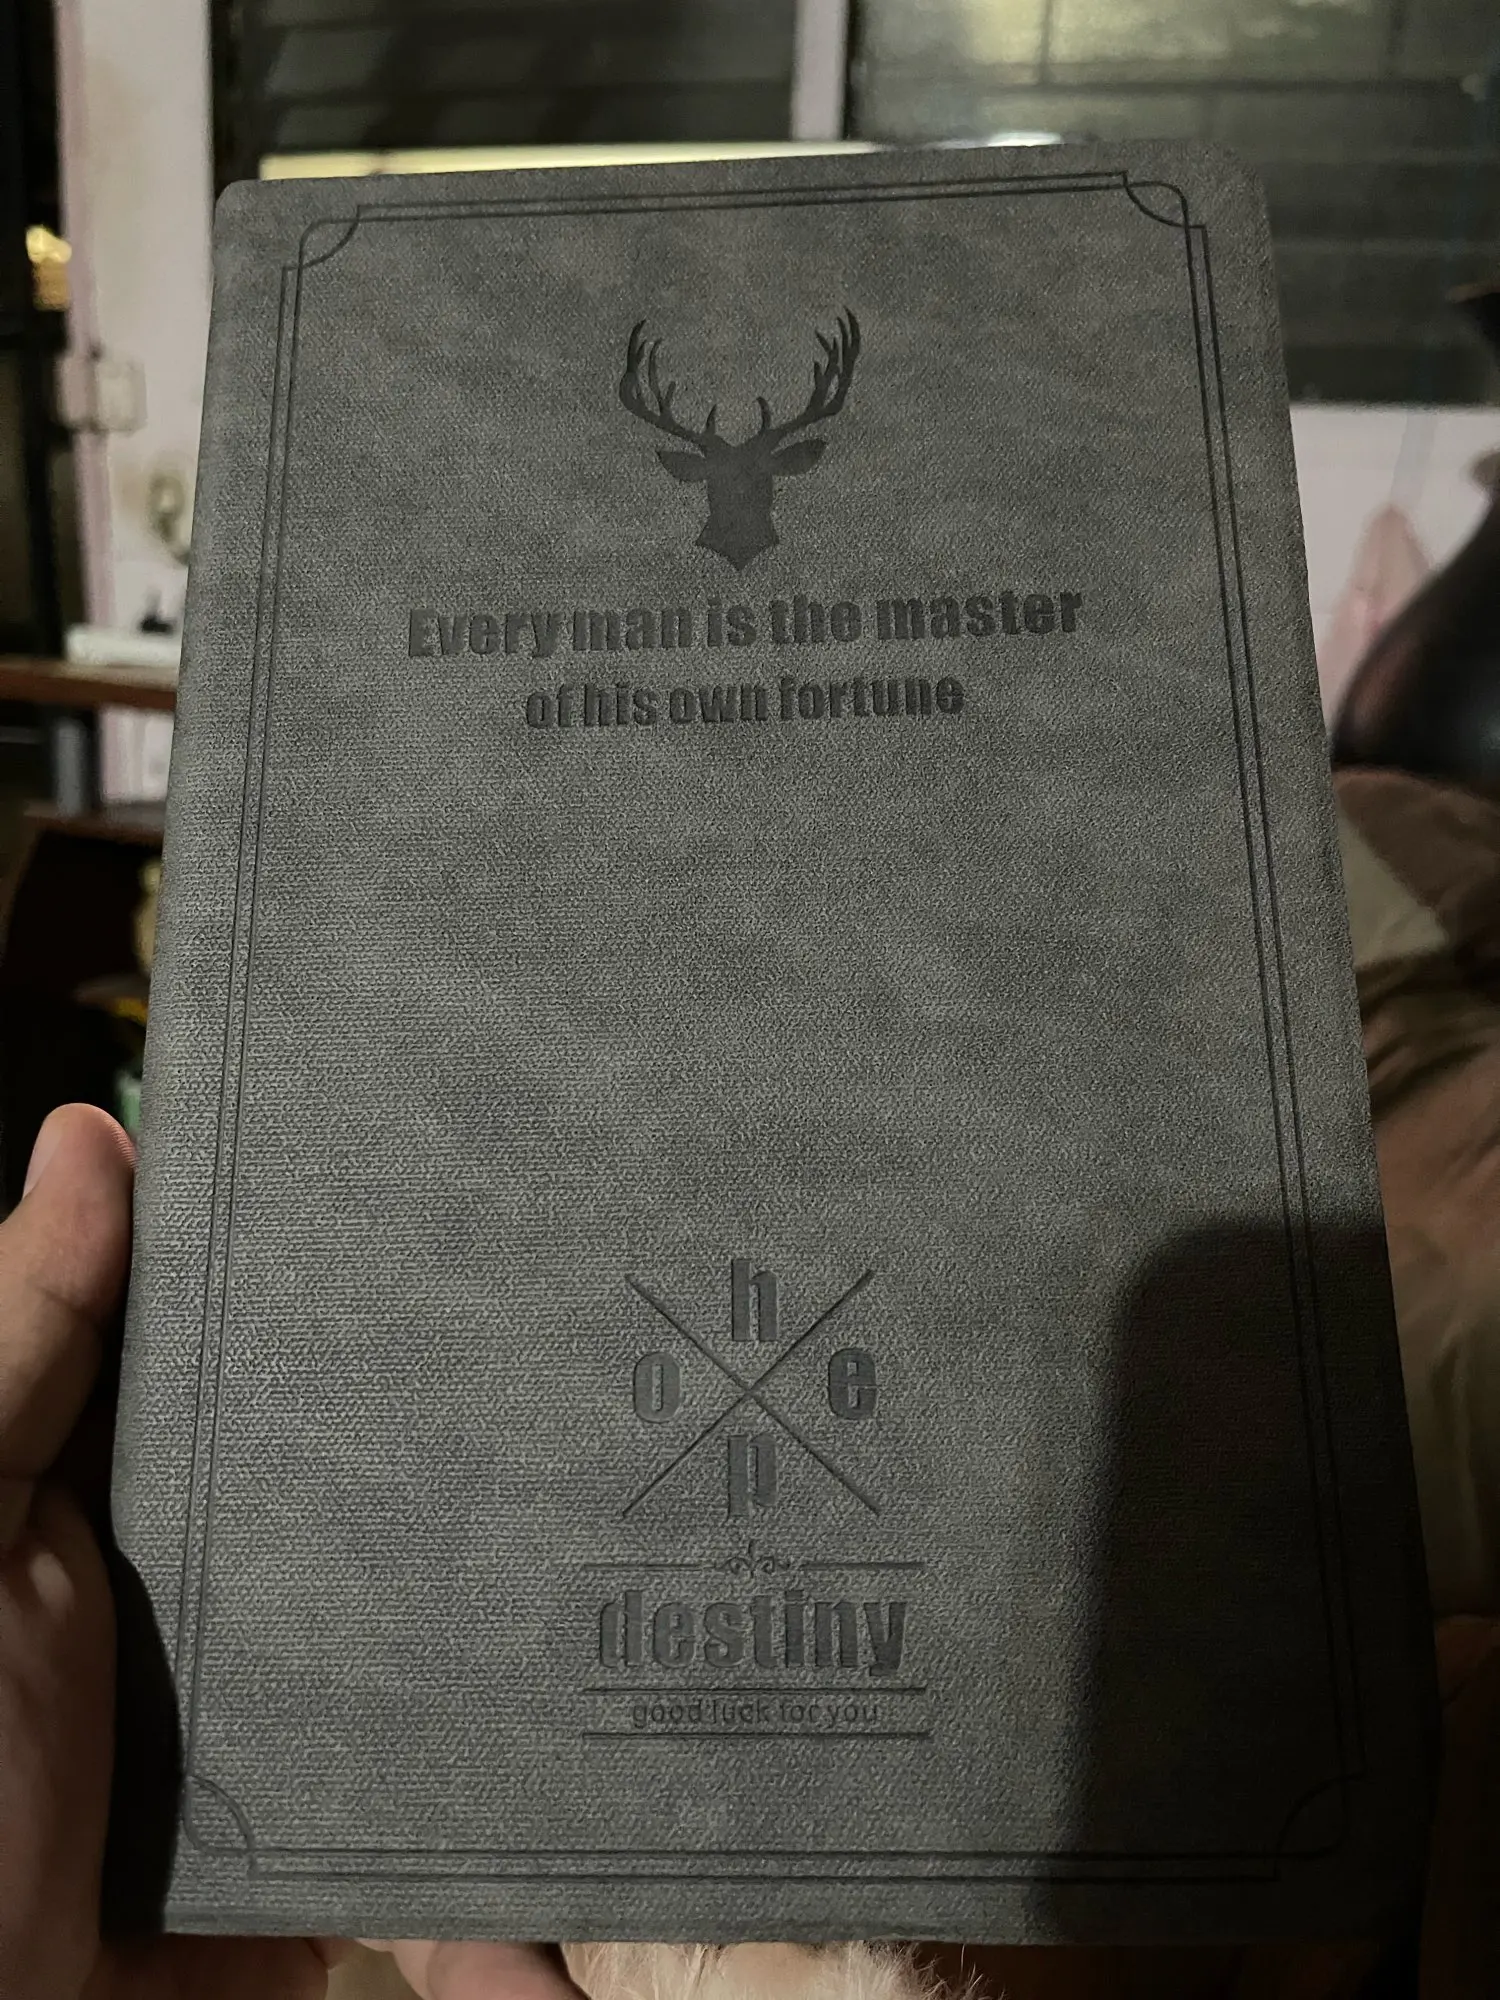 Every man is the master
of his own fortune
h
o e
p
destiny
good luck for you